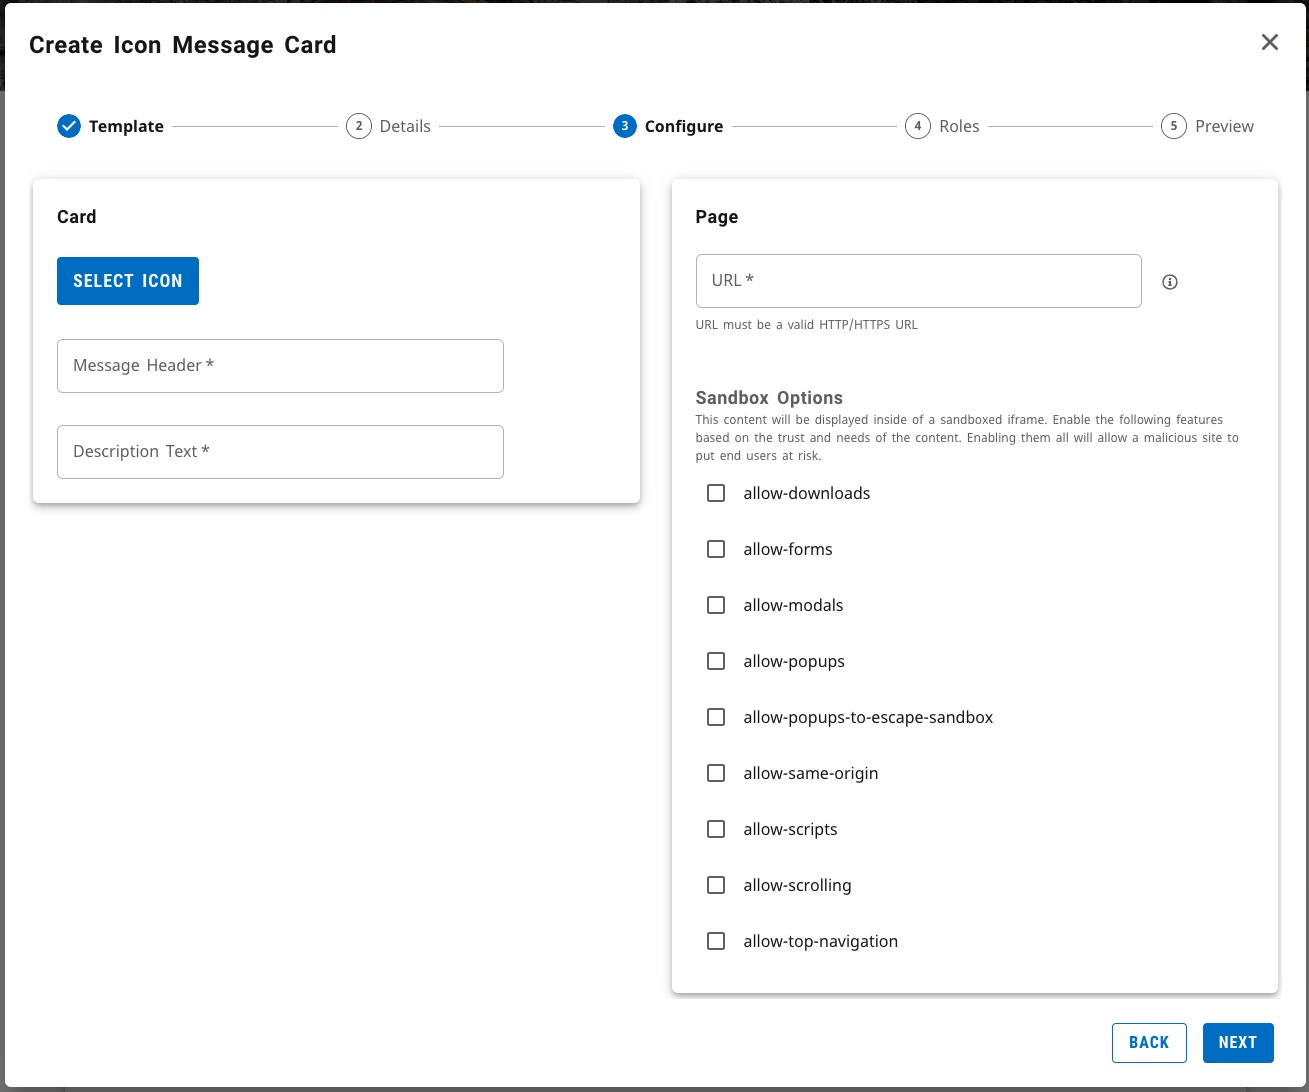 Create Icon Message Card
Template
2 Details
3 Configure
4 Roles
5 Preview
Card
SELECT ICON
Message Header *
Description Text *
Page
URL *
URL must be a valid HTTP/HTTPS URL
Sandbox Options
This content will be displayed inside of a sandboxed iframe. Enable the following features
based on the trust and needs of the content. Enabling them all will allow a malicious site to
put end users at risk.
allow-downloads
allow-forms
allow-modals
allow-popups
allow-popups-to-escape-sandbox
allow-same-origin
allow-scripts
allow-scrolling
allow-top-navigation
BACK
NEXT